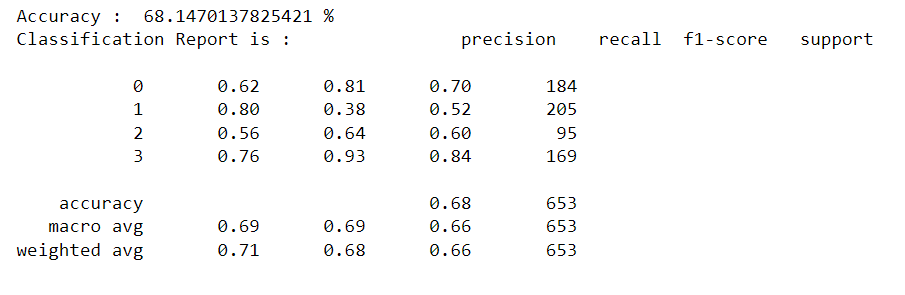 Accuracy :  68.1470137825421 %
Classification Report is :                precision    recall  f1-score   support

           0       0.62      0.81      0.70       184
           1       0.80      0.38      0.52       205
           2       0.56      0.64      0.60        95
           3       0.76      0.93      0.84       169

    accuracy                           0.68       653
   macro avg       0.69      0.69      0.66       653
weighted avg       0.71      0.68      0.66       653